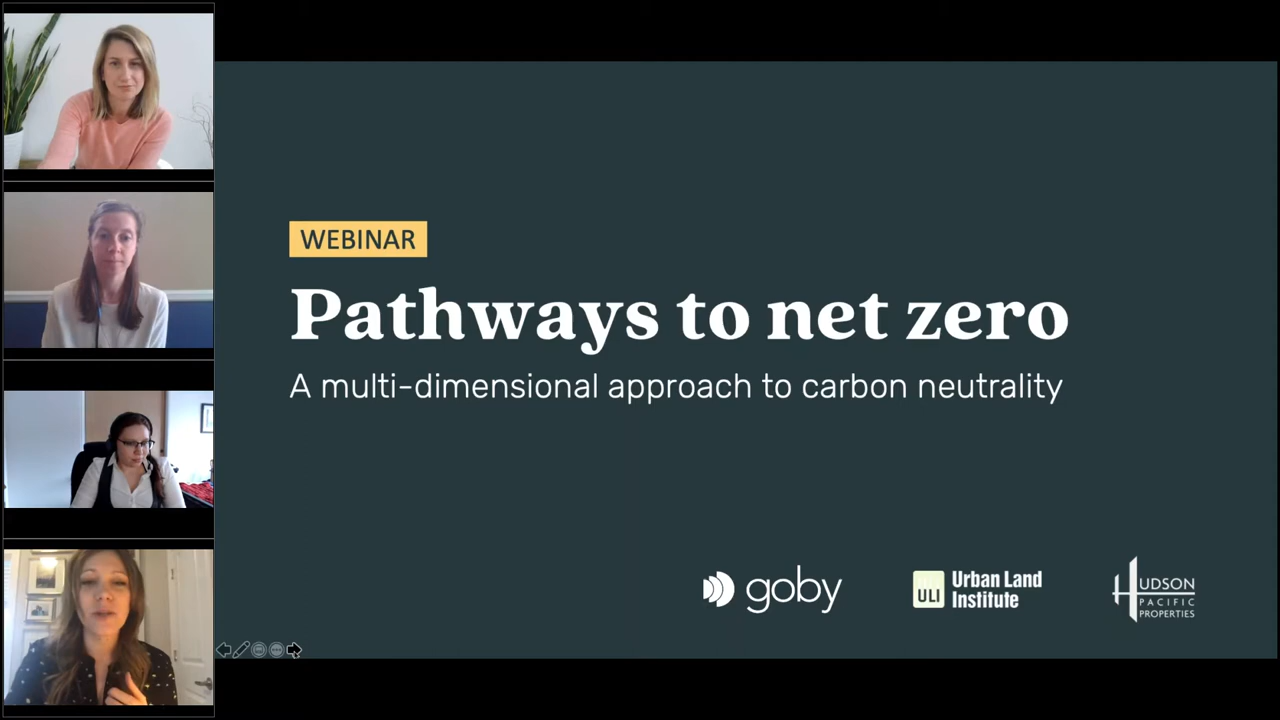 WEBINAR
Pathways to net zero
A multi-dimensional approach to carbon neutrality
goby
ULI
Urban Land
Institute
HUDSON
PACIFIC
PROPERTIES